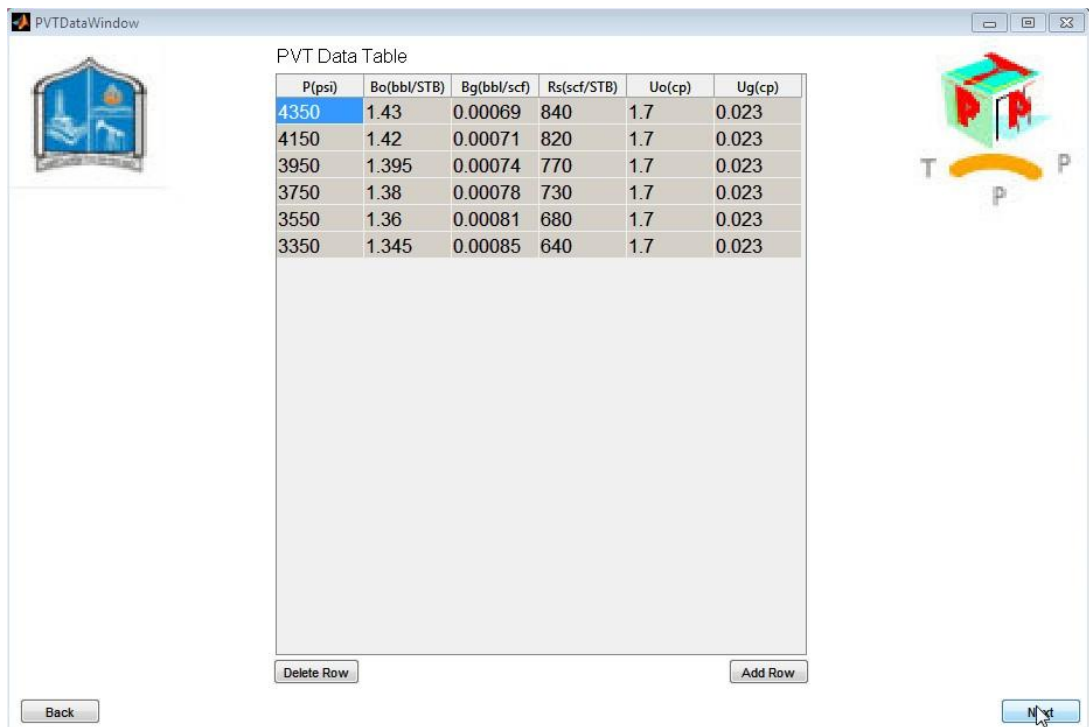 PVTDataWindow
PVT Data Table
P(psi) Bo(bbl/STB) Bg(bbl/scf) Rs(scf/STB) Uo(cp) Ug(cp)
4350 1.43 0.00069 840 1.7 0.023
4150 1.42 0.00071 820 1.7 0.023
3950 1.395 0.00074 770 1.7 0.023
3750 1.38 0.00078 730 1.7 0.023
3550 1.36 0.00081 680 1.7 0.023
3350 1.345 0.00085 640 1.7 0.023
P P
T P
P
Delete Row Add Row
Back Next